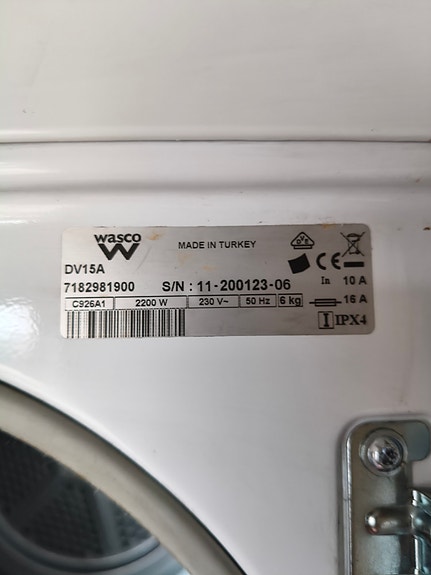 wasco
MADE IN TURKEY
DV15A
7182981900 S/N : 11-200123-06
In 10 A
C926A1 2200 W 230 V~ 50 Hz 6 kg 16 A
IPX4